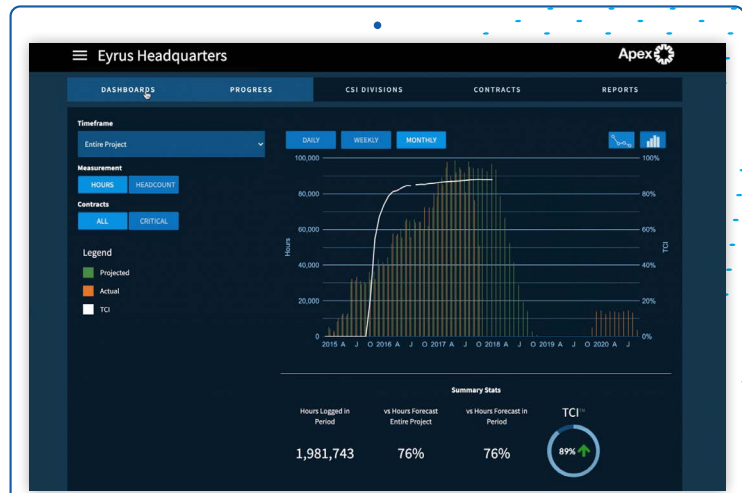 Eyrus Headquarters
Apex
DASHBOARDS PROGRESS CSI DIVISIONS CONTRACTS REPORTS
Timeframe
Entire Project
Measurement
HOURS HEADCOUNT
Contracts
ALL CRITICAL
Legend
Projected
Actual
TCI
DAILY WEEKLY MONTHLY
100,000 100%
80,000 80%
60,000 60%
Hours TCI
40,000 40%
20,000 20%
0 0%
2015 A J O 2016 A J O 2017 A J O 2018 A J O 2019 A J O 2020 A J
Summary Stats
Hours Logged in Period
vs Hours Forecast Entire Project
vs Hours Forecast in Period
TCI™
1,981,743 76% 76% 89%